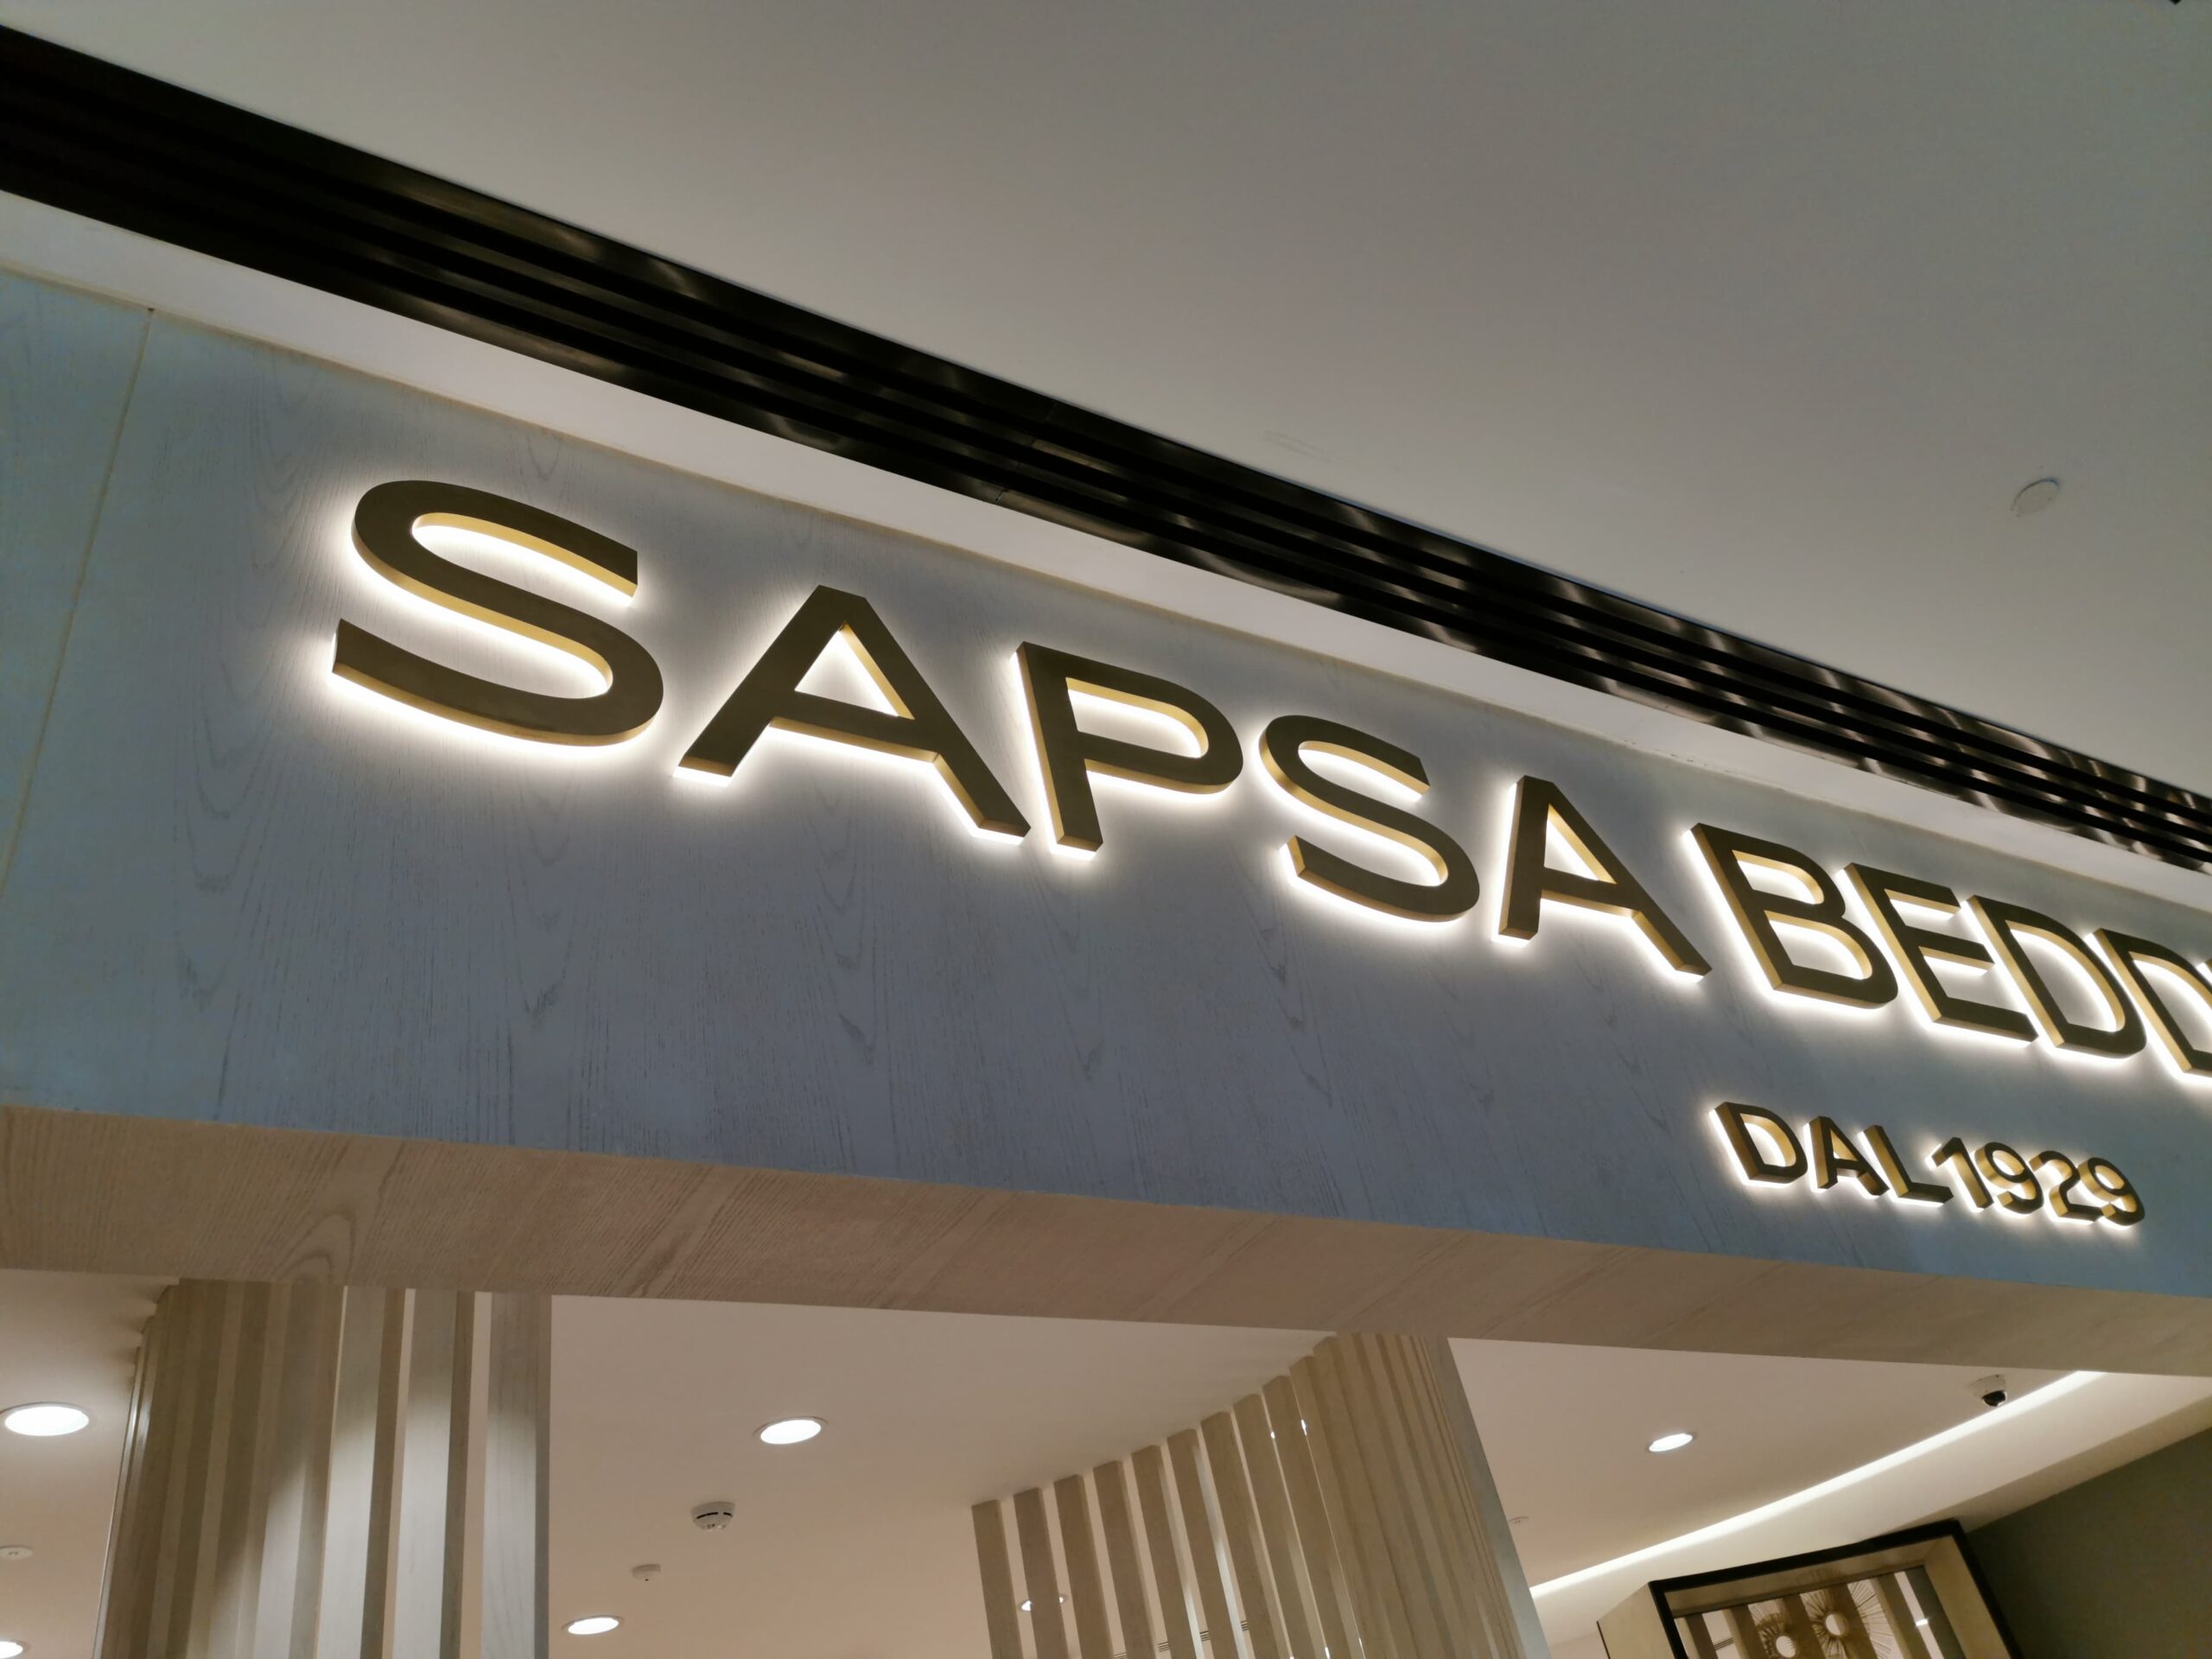 SAPSA BEDD
DAL 1929